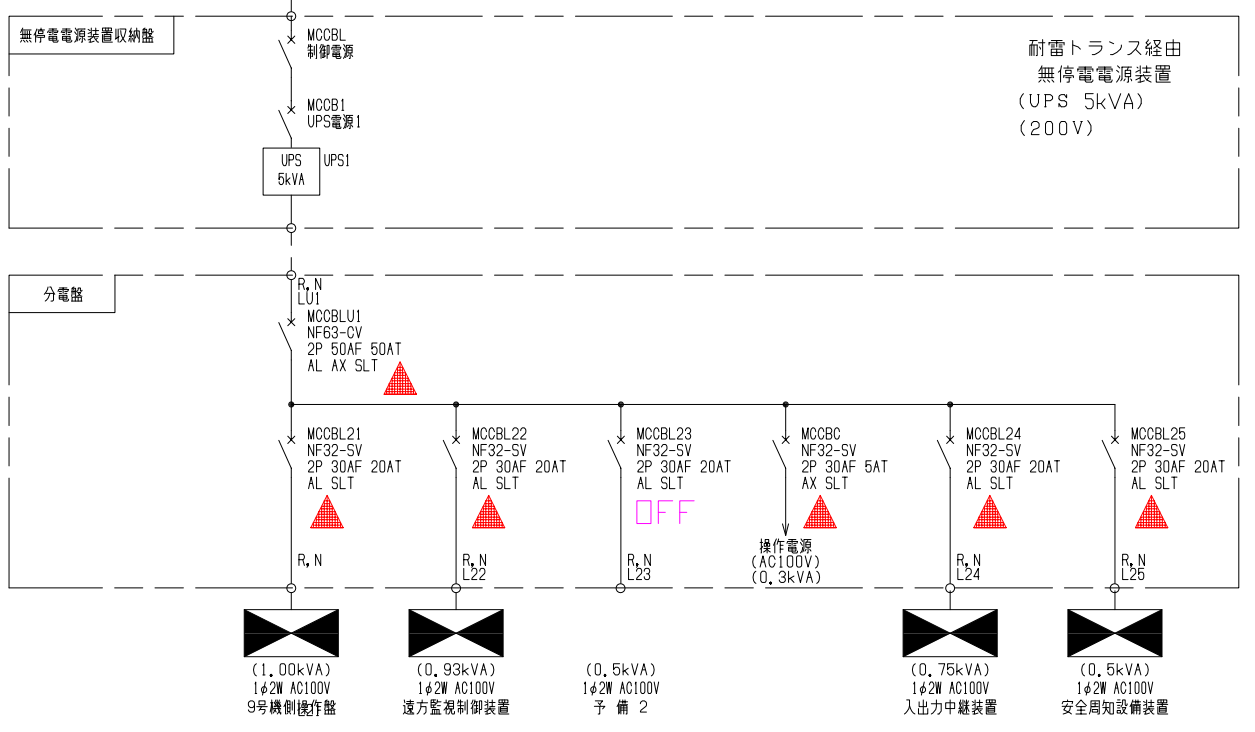 無停電電源装置収納盤
MCCBL
制御電源
MCCB1
UPS電源1
UPS
5kVA
UPS1
耐雷トランス経由
無停電電源装置
(UPS 5kVA)
(200V)
分電盤
R,N
LU1
MCCBLU1
NF63-CV
2P 50AF 50AT
AL AX SLT
MCCBL21
NF32-SV
2P 30AF 20AT
AL SLT
R,N
MCCBL22
NF32-SV
2P 30AF 20AT
AL SLT
R,N
L22
MCCBL23
NF32-SV
2P 30AF 20AT
AL SLT
OFF
R,N
L23
MCCBC
NF32-SV
2P 30AF 5AT
AX SLT
操作電源
(AC100V)
(0.3kVA)
MCCBL24
NF32-SV
2P 30AF 20AT
AL SLT
R,N
L24
MCCBL25
NF32-SV
2P 30AF 20AT
AL SLT
R,N
L25
(1.00kVA)
1φ2W AC100V
9号機側操作盤
L21
(0.93kVA)
1φ2W AC100V
遠方監視制御装置
(0.5kVA)
1φ2W AC100V
予 備 2
(0.75kVA)
1φ2W AC100V
入出力中継装置
(0.5kVA)
1φ2W AC100V
安全周知設備装置